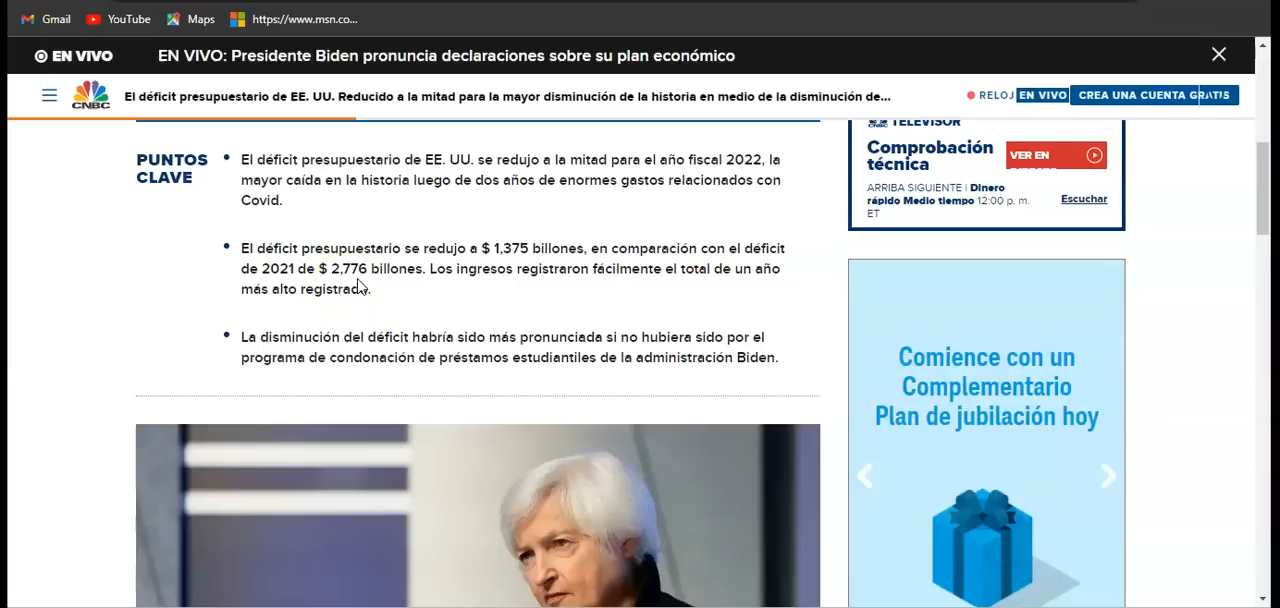 Gmail
YouTube
Maps
https://www.msn.co...
EN VIVO
EN VIVO: Presidente Biden pronuncia declaraciones sobre su plan económico
CNBC
El déficit presupuestario de EE. UU. Reducido a la mitad para la mayor disminución de la historia en medio de la disminución de...
RELOJ EN VIVO
CREA UNA CUENTA GRATIS
PUNTOS
CLAVE
El déficit presupuestario de EE. UU. se redujo a la mitad para el año fiscal 2022, la
mayor caída en la historia luego de dos años de enormes gastos relacionados con
Covid.
El déficit presupuestario se redujo a $ 1,375 billones, en comparación con el déficit
de 2021 de $ 2,776 billones. Los ingresos registraron fácilmente el total de un año
más alto registrado.
La disminución del déficit habría sido más pronunciada si no hubiera sido por el
programa de condonación de préstamos estudiantiles de la administración Biden.
TELEVISOR
Comprobación
técnica
VER EN
ARRIBA SIGUIENTE | Dinero
rápido Medio tiempo 12:00 p. m.
ET
Escuchar
Comience con un
Complementario
Plan de jubilación hoy